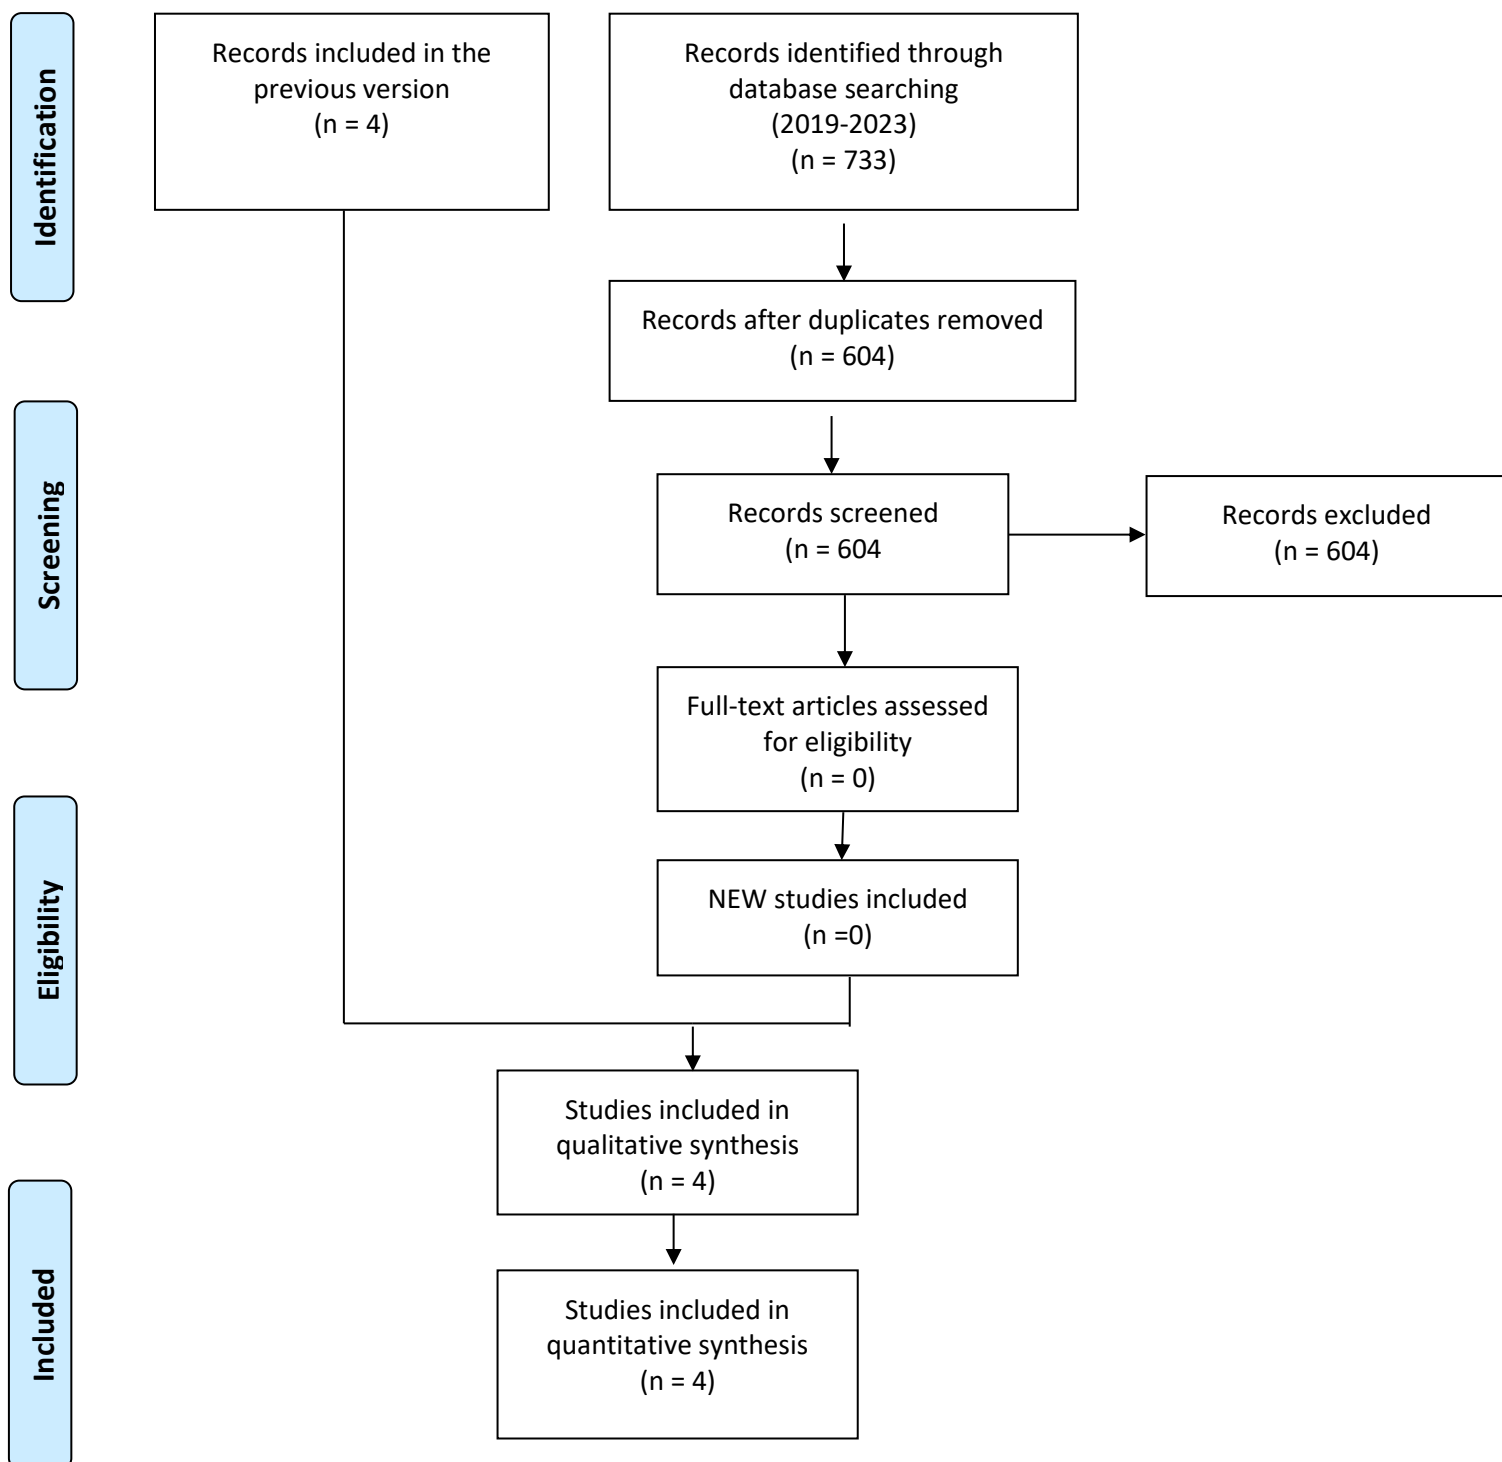 Identification
Records included in the
previous version
(n = 4)
Records identified through
database searching
(2019-2023)
(n = 733)
Records after duplicates removed
(n = 604)
Screening
Records screened
(n = 604
Records excluded
(n = 604)
Full-text articles assessed
for eligibility
(n = 0)
Eligibility
NEW studies included
(n =0)
Studies included in
qualitative synthesis
(n = 4)
Included
Studies included in
quantitative synthesis
(n = 4)